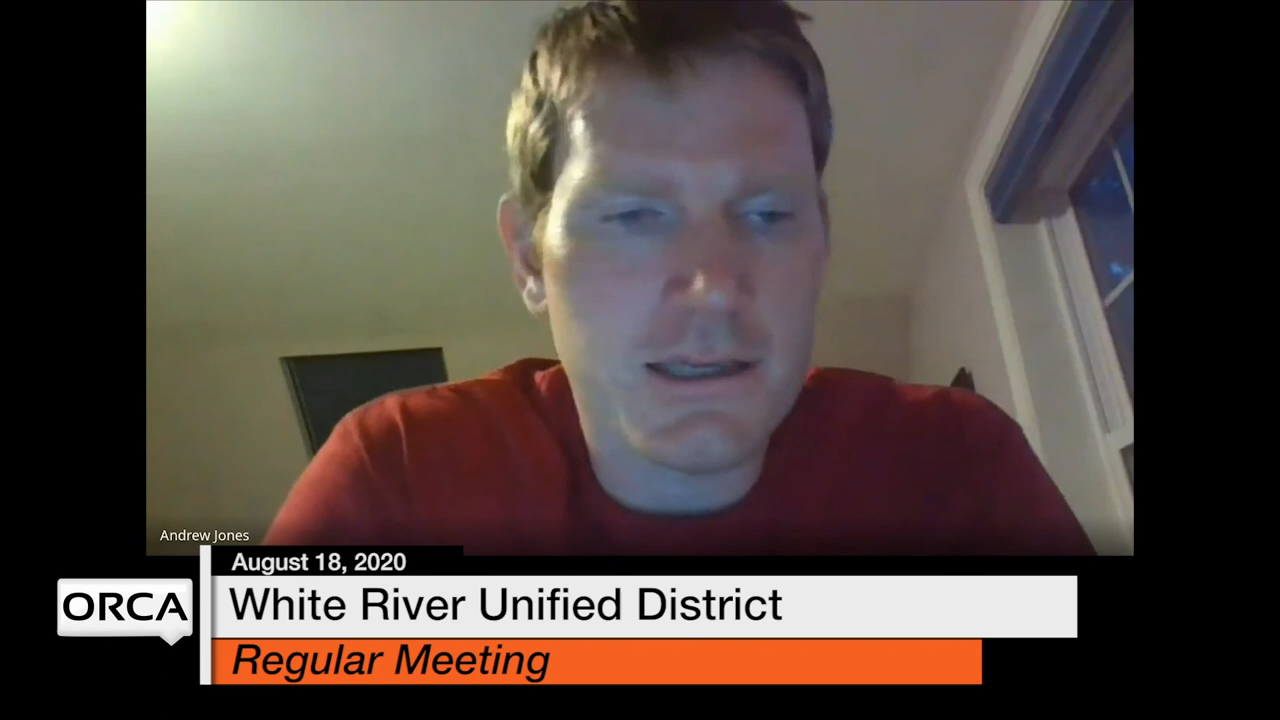 Andrew Jones
August 18, 2020
ORCA
White River Unified District
Regular Meeting